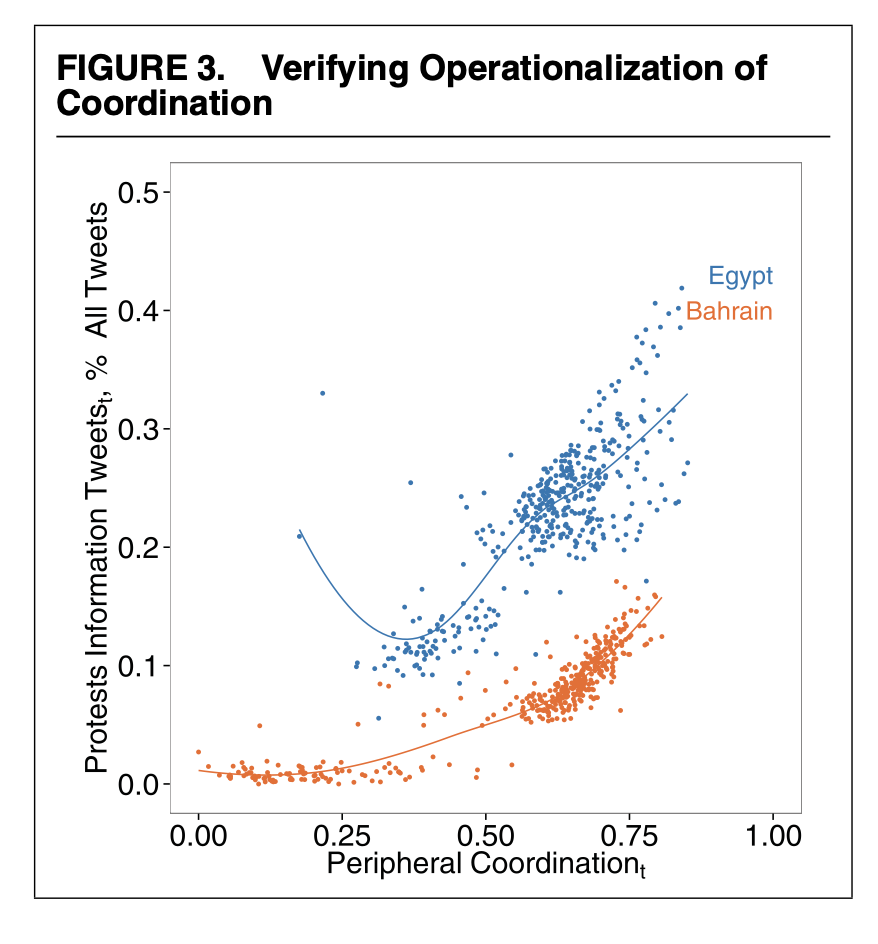 FIGURE 3. Verifying Operationalization of
Coordination
Protests Information Tweetst, % All Tweets
0.5
0.4
0.3
0.2
0.1
0.0
Egypt
Bahrain
0.00 0.25 0.50 0.75 1.00
Peripheral Coordinationt